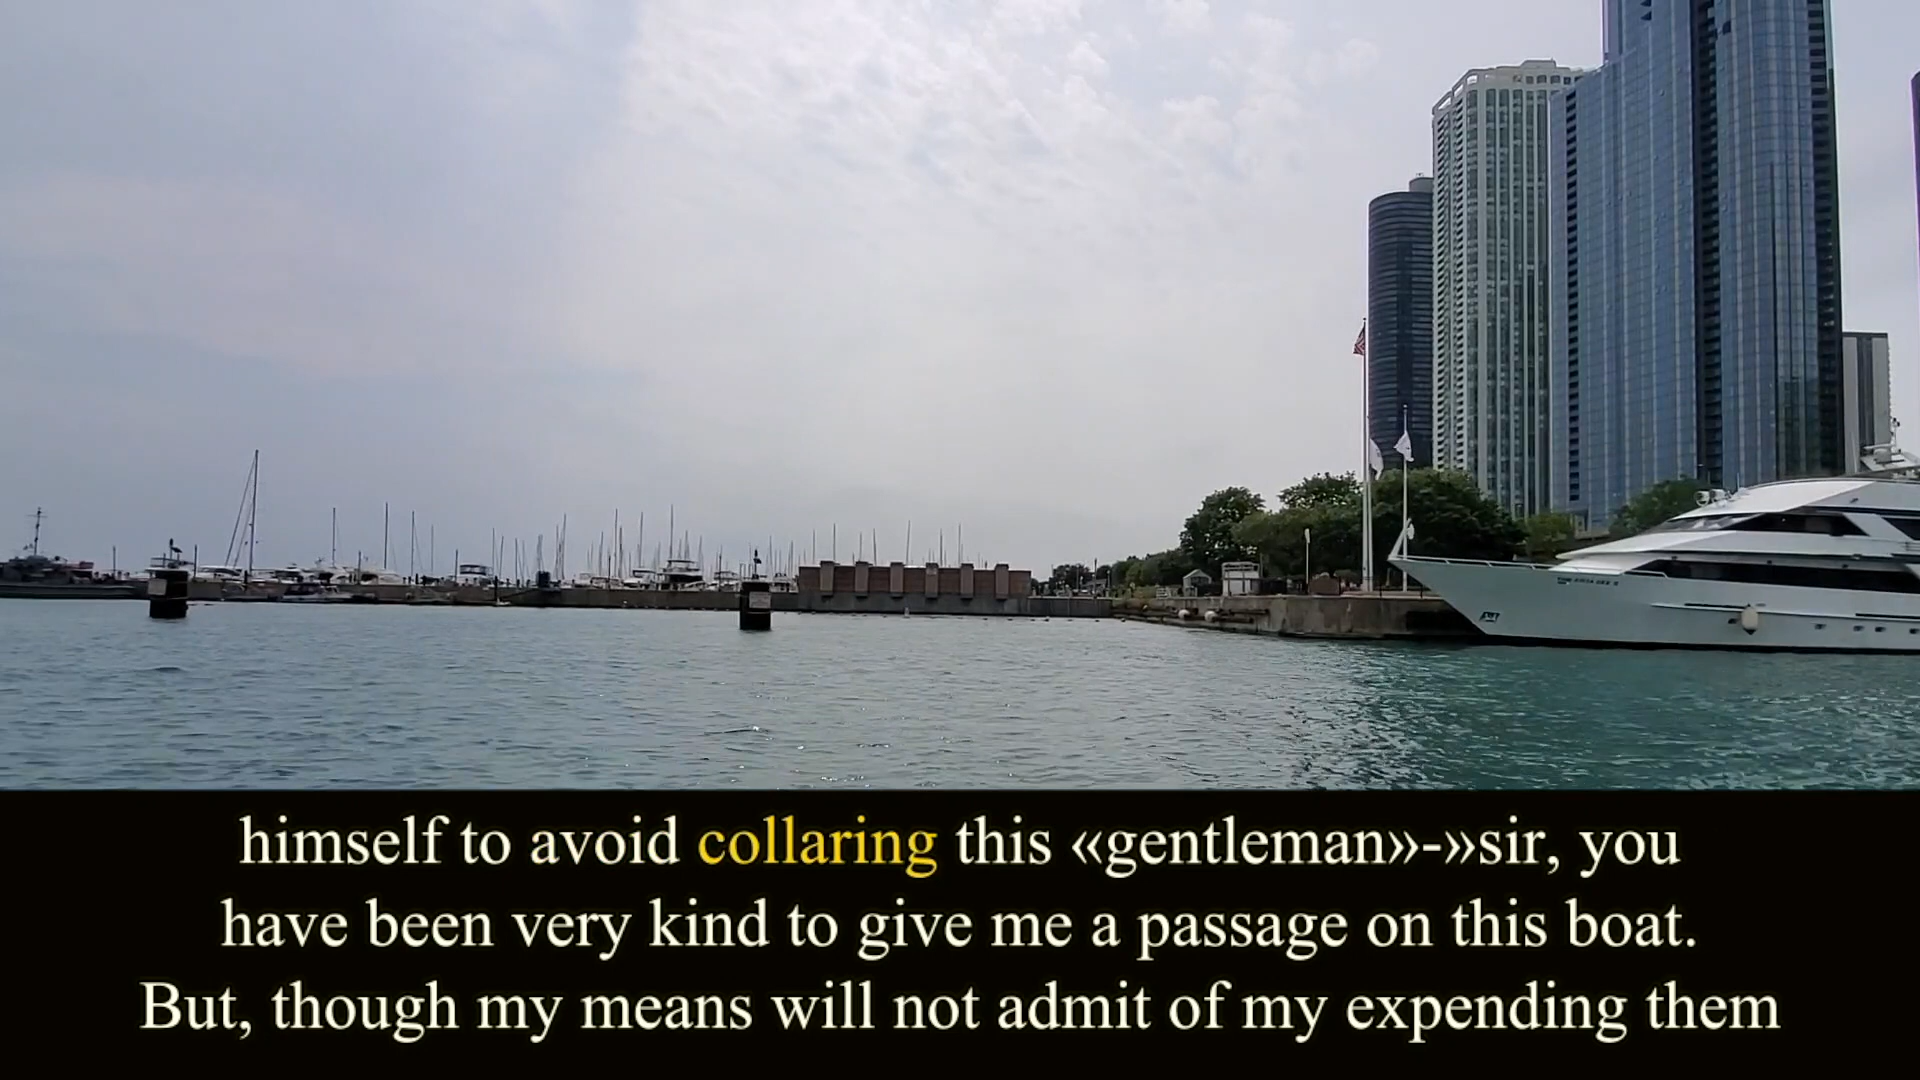 himself to avoid collaring this «gentleman»-»sir, you
have been very kind to give me a passage on this boat.
But, though my means will not admit of my expending them